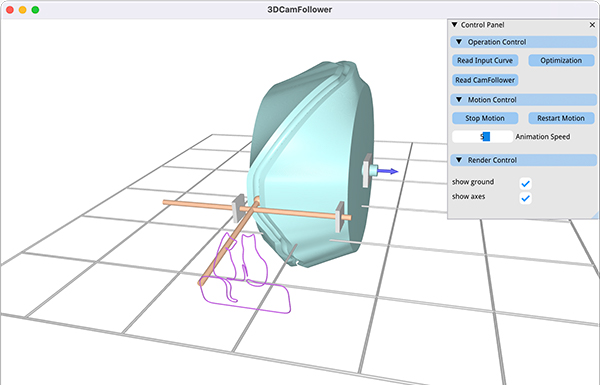 3DCamFollower
Control Panel
Operation Control
Read Input Curve
Optimization
Read CamFollower
Motion Control
Stop Motion
Restart Motion
Animation Speed
Render Control
show ground
show axes